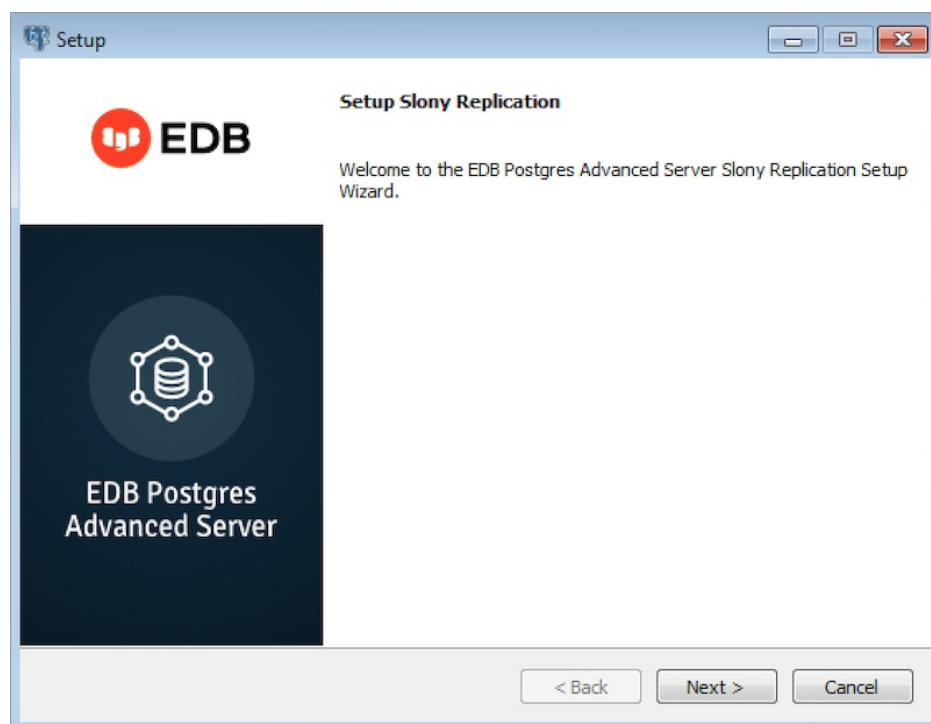 Setup
EDB
Setup Slony Replication
Welcome to the EDB Postgres Advanced Server Slony Replication Setup
Wizard.
EDB Postgres
Advanced Server
< Back
Next >
Cancel